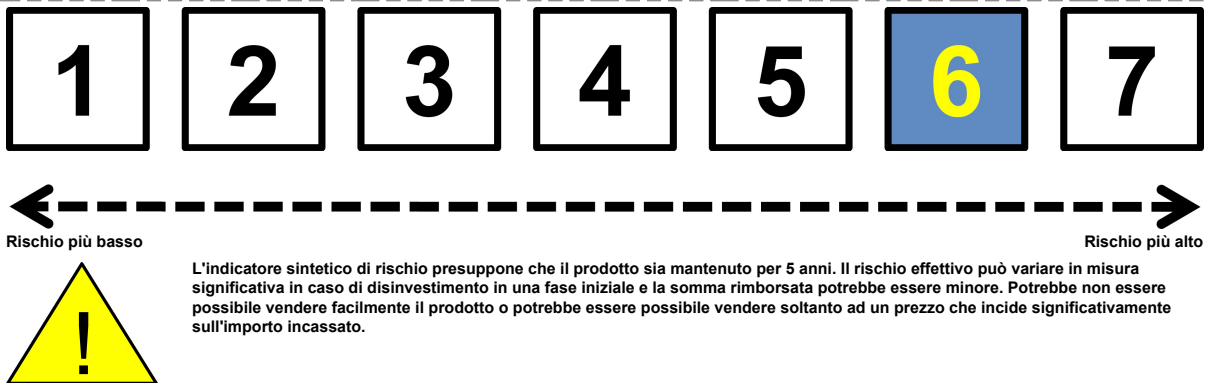 1 2 3 4 5 6 7
Rischio più basso Rischio più alto
L'indicatore sintetico di rischio presuppone che il prodotto sia mantenuto per 5 anni. Il rischio effettivo può variare in misura
significativa in caso di disinvestimento in una fase iniziale e la somma rimborsata potrebbe essere minore. Potrebbe non essere
possibile vendere facilmente il prodotto o potrebbe essere possibile vendere soltanto ad un prezzo che incide significativamente
sull'importo incassato.
!